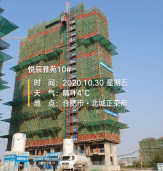 悦辰雅苑10#
时 间：2020.10.30 星期五
天 气：晴 14℃
地 点：合肥市·北城正荣府